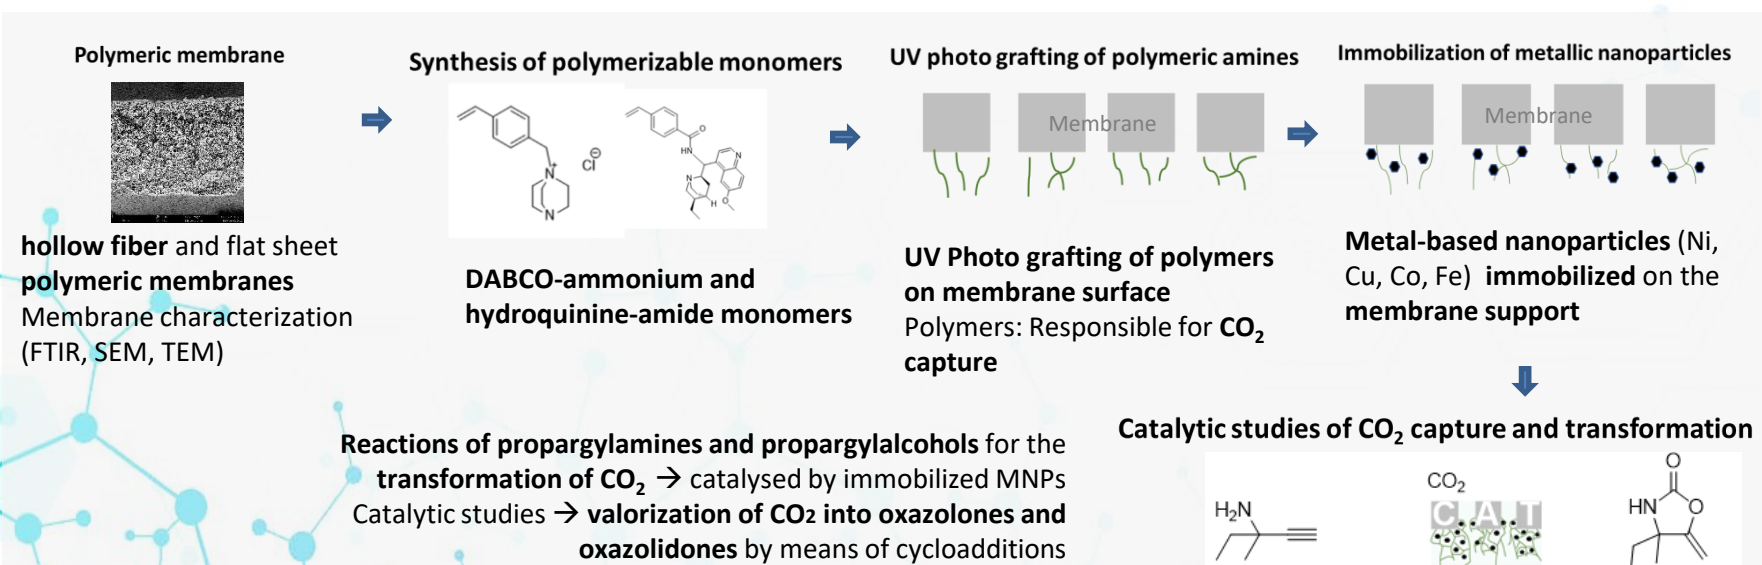 Polymeric membrane
hollow fiber and flat sheet
polymeric membranes
Membrane characterization
(FTIR, SEM, TEM)
Synthesis of polymerizable monomers
N
+
Cl
⊖
N
O
HN
N
N
O
H
DABCO-ammonium and
hydroquinine-amide monomers
UV photo grafting of polymeric amines
Membrane
UV Photo grafting of polymers
on membrane surface
Polymers: Responsible for CO₂
capture
Immobilization of metallic nanoparticles
Membrane
Metal-based nanoparticles (Ni,
Cu, Co, Fe) immobilized on the
membrane support
Catalytic studies of CO₂ capture and transformation
H₂N
CO₂
CAT
O
HN
O
Reactions of propargylamines and propargylalcohols for the
transformation of CO₂ → catalysed by immobilized MNPs
Catalytic studies → valorization of CO2 into oxazolones and
oxazolidones by means of cycloadditions